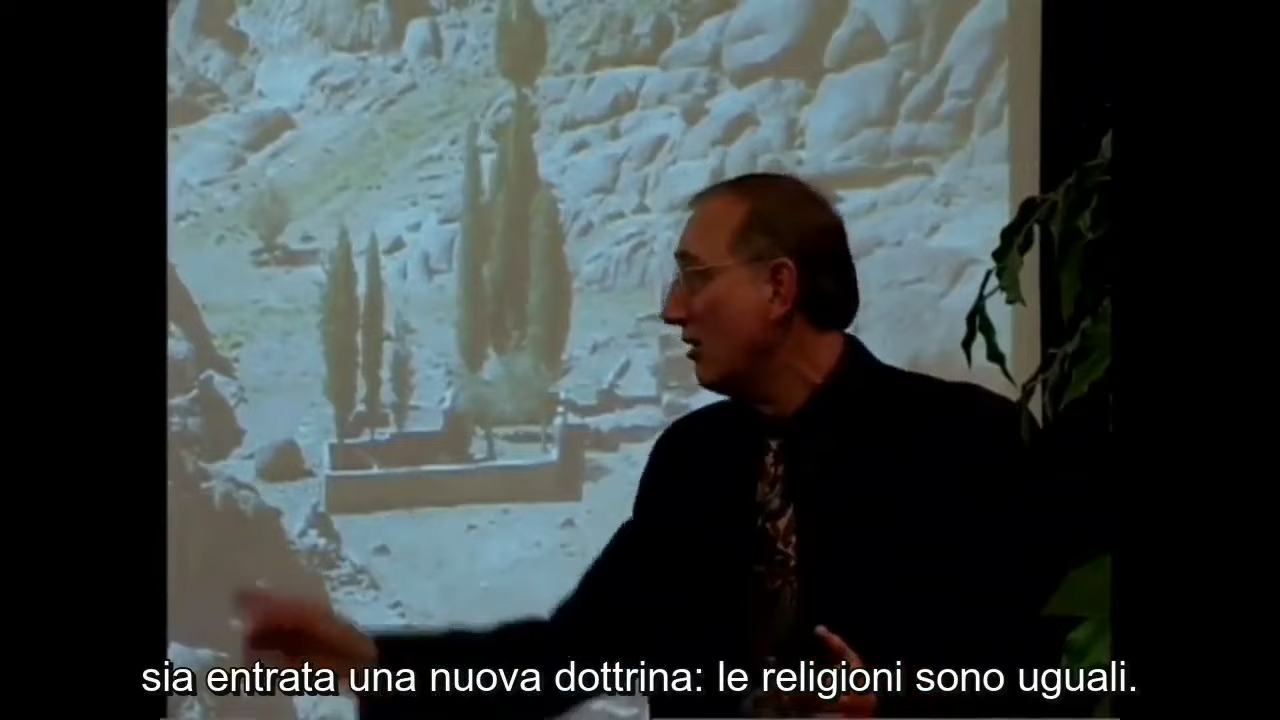 sia entrata una nuova dottrina: le religioni sono uguali.